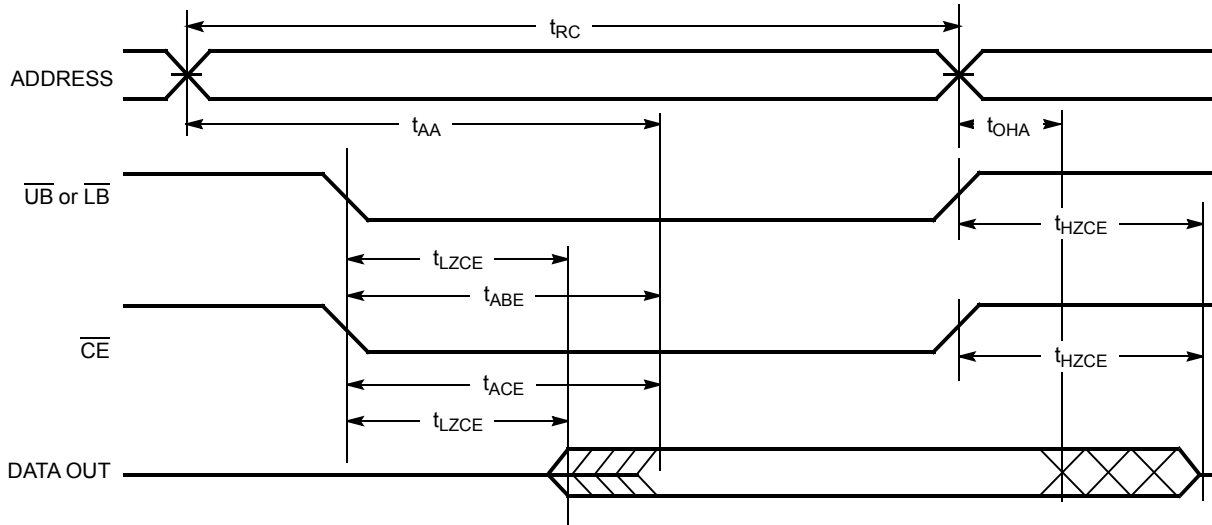 tRC
ADDRESS
tAA
tOHA
UB or LB
tHZCE
tLZCE
tABE
CE
tHZCE
tACE
tLZCE
DATA OUT